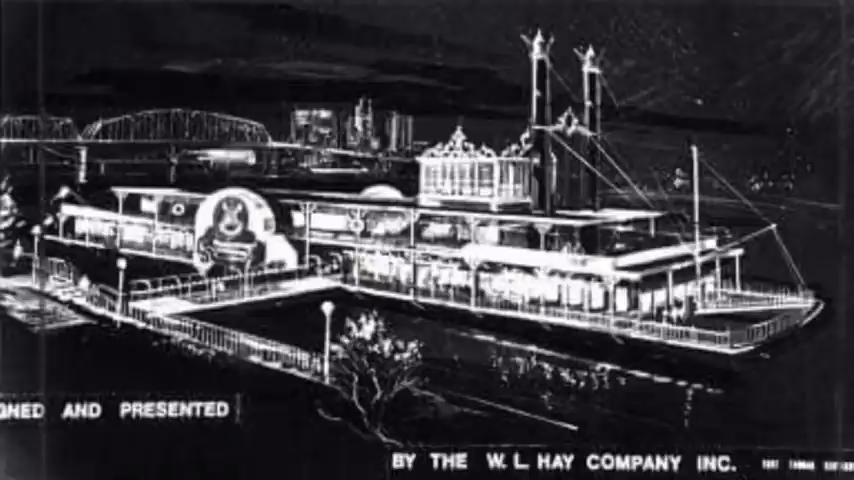 GNED AND PRESENTED
BY THE W. L. HAY COMPANY INC.